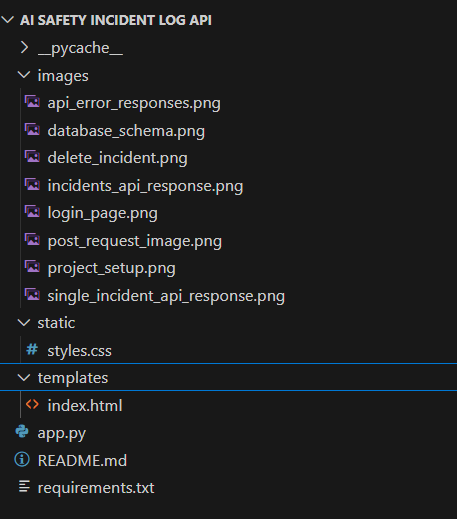 AI SAFETY INCIDENT LOG API
__pycache__
images
api_error_responses.png
database_schema.png
delete_incident.png
incidents_api_response.png
login_page.png
post_request_image.png
project_setup.png
single_incident_api_response.png
static
# styles.css
templates
<> index.html
app.py
README.md
requirements.txt